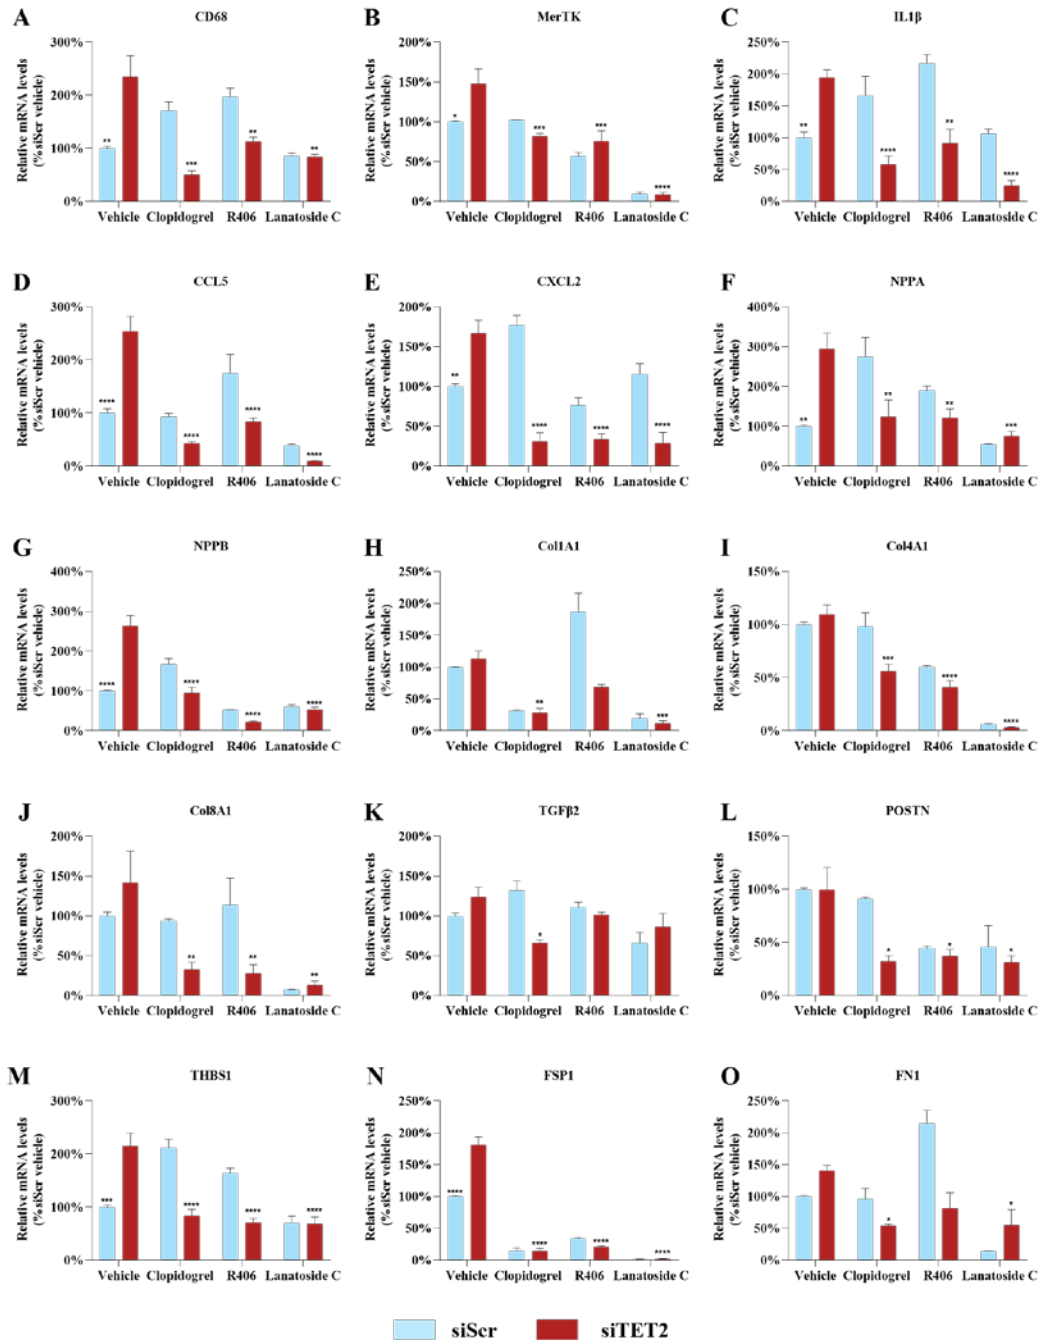 A CD68
Relative mRNA levels
(% siScr vehicle)
300%
200%
100%
0%
** *** ** **
Vehicle Clopidogrel R406 Lanatoside C
B MerTK
Relative mRNA levels
(% siScr vehicle)
200%
150%
100%
50%
0%
* *** *** ****
Vehicle Clopidogrel R406 Lanatoside C
C IL1β
Relative mRNA levels
(% siScr vehicle)
250%
200%
150%
100%
50%
0%
** **** ** ****
Vehicle Clopidogrel R406 Lanatoside C
D CCL5
Relative mRNA levels
(% siScr vehicle)
300%
200%
100%
0%
**** **** **** ****
Vehicle Clopidogrel R406 Lanatoside C
E CXCL2
Relative mRNA levels
(% siScr vehicle)
200%
150%
100%
50%
0%
** **** **** ****
Vehicle Clopidogrel R406 Lanatoside C
F NPPA
Relative mRNA levels
(% siScr vehicle)
400%
300%
200%
100%
0%
** ** ** ***
Vehicle Clopidogrel R406 Lanatoside C
G NPPB
Relative mRNA levels
(% siScr vehicle)
400%
300%
200%
100%
0%
**** **** **** ****
Vehicle Clopidogrel R406 Lanatoside C
H Col1A1
Relative mRNA levels
(% siScr vehicle)
250%
200%
150%
100%
50%
0%
** ***
Vehicle Clopidogrel R406 Lanatoside C
I Col4A1
Relative mRNA levels
(% siScr vehicle)
150%
100%
50%
0%
*** **** ****
Vehicle Clopidogrel R406 Lanatoside C
J Col8A1
Relative mRNA levels
(% siScr vehicle)
200%
150%
100%
50%
0%
** ** **
Vehicle Clopidogrel R406 Lanatoside C
K TGFβ2
Relative mRNA levels
(% siScr vehicle)
200%
150%
100%
50%
0%
*
Vehicle Clopidogrel R406 Lanatoside C
L POSTN
Relative mRNA levels
(% siScr vehicle)
150%
100%
50%
0%
* * *
Vehicle Clopidogrel R406 Lanatoside C
M THBS1
Relative mRNA levels
(% siScr vehicle)
300%
200%
100%
0%
*** **** **** ****
Vehicle Clopidogrel R406 Lanatoside C
N FSP1
Relative mRNA levels
(% siScr vehicle)
250%
200%
150%
100%
50%
0%
**** **** **** ****
Vehicle Clopidogrel R406 Lanatoside C
O FN1
Relative mRNA levels
(% siScr vehicle)
250%
200%
150%
100%
50%
0%
* *
Vehicle Clopidogrel R406 Lanatoside C
siScr siTET2